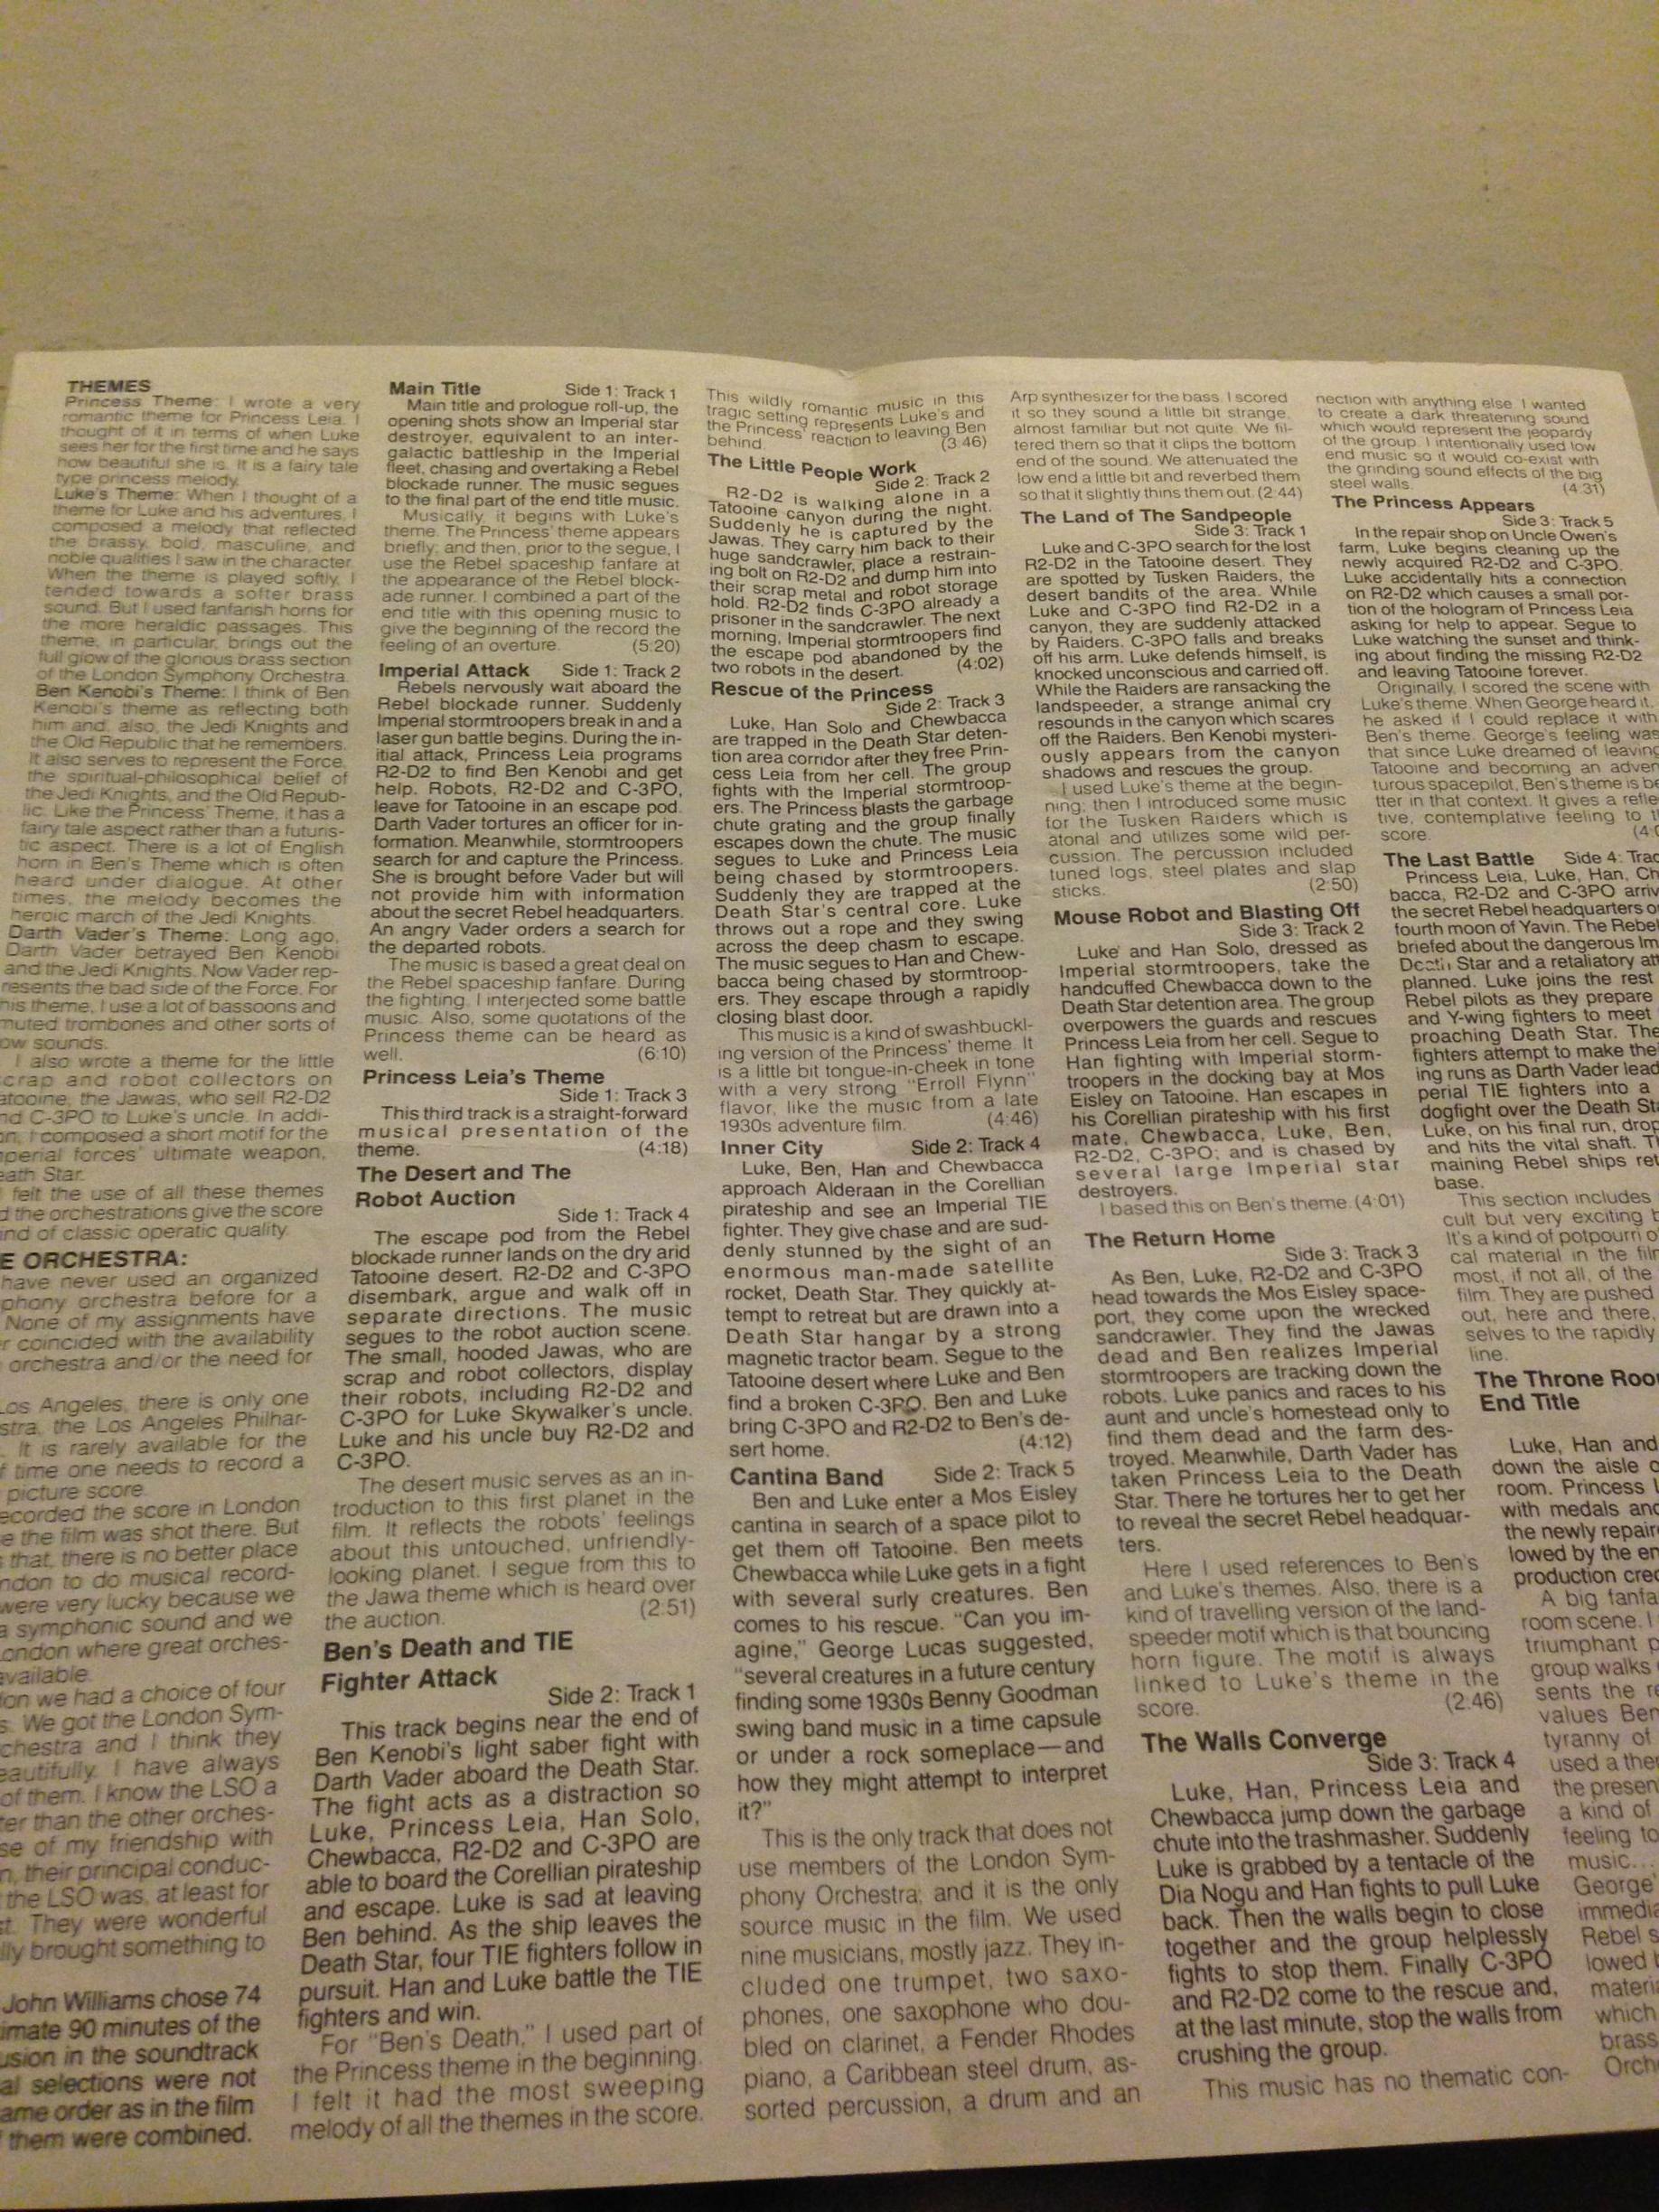 THEMES
Princess Theme: I wrote a very
romantic theme for Princess Leia. I
thought of it in terms of when Luke
sees her for the first time and he says
how beautiful she is. It is a fairy tale
type princess melody.
Luke's Theme: When I thought of a
theme for Luke and his adventures, I
composed a melody that reflected
the brassy, bold, masculine, and
noble qualities I saw in the character.
When the theme is played softly, I
tended towards a softer brass
sound. But I used fanfarish horns for
the more heraldic passages. This
theme, in particular, brings out the
full glow of the glorious brass section
of the London Symphony Orchestra.
Ben Kenobi's Theme: I think of Ben
Kenobi's theme as reflecting both
him and, also, the Jedi Knights and
the Old Republic that he remembers.
It also serves to represent the Force,
the spiritual-philosophical belief of
the Jedi Knights, and the Old Repub-
lic. Like the Princess' Theme, it has a
fairy tale aspect rather than a futuris-
tic aspect. There is a lot of English
horn in Ben's Theme which is often
heard under dialogue. At other
times, the melody becomes the
heroic march of the Jedi Knights.
Darth Vader's Theme: Long ago,
Darth Vader betrayed Ben Kenobi
and the Jedi Knights. Now Vader rep-
resents the bad side of the Force. For
his theme, I use a lot of bassoons and
muted trombones and other sorts of
low sounds.
I also wrote a theme for the little
scrap and robot collectors on
Tatooine, the Jawas, who sell R2-D2
and C-3PO to Luke's uncle. In addi-
on, I composed a short motif for the
mperial forces' ultimate weapon,
eath Star.
felt the use of all these themes
d the orchestrations give the score
ind of classic operatic quality.
E ORCHESTRA:
have never used an organized
phony orchestra before for a
None of my assignments have
r coincided with the availability
orchestra and/or the need for
Los Angeles, there is only one
stra, the Los Angeles Philhar-
. It is rarely available for the
f time one needs to record a
picture score.
ecorded the score in London
e the film was shot there. But
that, there is no better place
ndon to do musical record-
were very lucky because we
a symphonic sound and we
ondon where great orches-
available.
ion we had a choice of four
s. We got the London Sym-
chestra and I think they
eautifully. I have always
of them. I know the LSO a
ter than the other orches-
se of my friendship with
n, their principal conduc-
the LSO was, at least for
st. They were wonderful
lly brought something to
John Williams chose 74
imate 90 minutes of the
usion in the soundtrack
al selections were not
ame order as in the film
f them were combined.
Main Title Side 1: Track 1
Main title and prologue roll-up, the
opening shots show an Imperial star
destroyer, equivalent to an inter-
galactic battleship in the Imperial
fleet, chasing and overtaking a Rebel
blockade runner. The music segues
to the final part of the end title music.
Musically, it begins with Luke's
theme. The Princess' theme appears
briefly; and then, prior to the segue, I
use the Rebel spaceship fanfare at
the appearance of the Rebel block-
ade runner. I combined a part of the
end title with this opening music to
give the beginning of the record the
feeling of an overture. (5:20)
Imperial Attack Side 1: Track 2
Rebels nervously wait aboard the
Rebel blockade runner. Suddenly
Imperial stormtroopers break in and a
laser gun battle begins. During the in-
itial attack, Princess Leia programs
R2-D2 to find Ben Kenobi and get
help. Robots, R2-D2 and C-3PO,
leave for Tatooine in an escape pod.
Darth Vader tortures an officer for in-
formation. Meanwhile, stormtroopers
search for and capture the Princess.
She is brought before Vader but will
not provide him with information
about the secret Rebel headquarters.
An angry Vader orders a search for
the departed robots.
The music is based a great deal on
the Rebel spaceship fanfare. During
the fighting, I interjected some battle
music. Also, some quotations of the
Princess theme can be heard as
well. (6:10)
Princess Leia's Theme
Side 1: Track 3
This third track is a straight-forward
musical presentation of the
theme. (4:18)
The Desert and The
Robot Auction
Side 1: Track 4
The escape pod from the Rebel
blockade runner lands on the dry arid
Tatooine desert. R2-D2 and C-3PO
disembark, argue and walk off in
separate directions. The music
segues to the robot auction scene.
The small, hooded Jawas, who are
scrap and robot collectors, display
their robots, including R2-D2 and
C-3PO for Luke Skywalker's uncle.
Luke and his uncle buy R2-D2 and
C-3PO.
The desert music serves as an in-
troduction to this first planet in the
film. It reflects the robots' feelings
about this untouched, unfriendly-
looking planet. I segue from this to
the Jawa theme which is heard over
the auction. (2:51)
Ben's Death and TIE
Fighter Attack
Side 2: Track 1
This track begins near the end of
Ben Kenobi's light saber fight with
Darth Vader aboard the Death Star.
The fight acts as a distraction so
Luke, Princess Leia, Han Solo,
Chewbacca, R2-D2 and C-3PO are
able to board the Corellian pirateship
and escape. Luke is sad at leaving
Ben behind. As the ship leaves the
Death Star, four TIE fighters follow in
pursuit. Han and Luke battle the TIE
fighters and win.
For "Ben's Death," I used part of
the Princess theme in the beginning.
I felt it had the most sweeping
melody of all the themes in the score.
This wildly romantic music in this
tragic setting represents Luke's and
the Princess' reaction to leaving Ben
behind. (3:46)
The Little People Work
Side 2: Track 2
R2-D2 is walking alone in a
Tatooine canyon during the night.
Suddenly he is captured by the
Jawas. They carry him back to their
huge sandcrawler, place a restrain-
ing bolt on R2-D2 and dump him into
their scrap metal and robot storage
hold. R2-D2 finds C-3PO already a
prisoner in the sandcrawler. The next
morning, Imperial stormtroopers find
the escape pod abandoned by the
two robots in the desert. (4:02)
Rescue of the Princess
Side 2: Track 3
Luke, Han Solo and Chewbacca
are trapped in the Death Star deten-
tion area corridor after they free Prin-
cess Leia from her cell. The group
fights with the Imperial stormtroop-
ers. The Princess blasts the garbage
chute grating and the group finally
escapes down the chute. The music
segues to Luke and Princess Leia
being chased by stormtroopers.
Suddenly they are trapped at the
Death Star's central core. Luke
throws out a rope and they swing
across the deep chasm to escape.
The music segues to Han and Chew-
bacca being chased by stormtroop-
ers. They escape through a rapidly
closing blast door.
This music is a kind of swashbuckl-
ing version of the Princess' theme. It
is a little bit tongue-in-cheek in tone
with a very strong "Erroll Flynn"
flavor, like the music from a late
1930s adventure film. (4:46)
Inner City Side 2: Track 4
Luke, Ben, Han and Chewbacca
approach Alderaan in the Corellian
pirateship and see an Imperial TIE
fighter. They give chase and are sud-
denly stunned by the sight of an
enormous man-made satellite
rocket, Death Star. They quickly at-
tempt to retreat but are drawn into a
Death Star hangar by a strong
magnetic tractor beam. Segue to the
Tatooine desert where Luke and Ben
find a broken C-3PO. Ben and Luke
bring C-3PO and R2-D2 to Ben's de-
sert home. (4:12)
Cantina Band Side 2: Track 5
Ben and Luke enter a Mos Eisley
cantina in search of a space pilot to
get them off Tatooine. Ben meets
Chewbacca while Luke gets in a fight
with several surly creatures. Ben
comes to his rescue. "Can you im-
agine," George Lucas suggested,
"several creatures in a future century
finding some 1930s Benny Goodman
swing band music in a time capsule
or under a rock someplace—and
how they might attempt to interpret
it?"
This is the only track that does not
use members of the London Sym-
phony Orchestra; and it is the only
source music in the film. We used
nine musicians, mostly jazz. They in-
cluded one trumpet, two saxo-
phones, one saxophone who dou-
bled on clarinet, a Fender Rhodes
piano, a Caribbean steel drum, as-
sorted percussion, a drum and an
Arp synthesizer for the bass. I scored
it so they sound a little bit strange,
almost familiar but not quite. We fil-
tered them so that it clips the bottom
end of the sound. We attenuated the
low end a little bit and reverbed them
so that it slightly thins them out. (2:44)
The Land of The Sandpeople
Side 3: Track 1
Luke and C-3PO search for the lost
R2-D2 in the Tatooine desert. They
are spotted by Tusken Raiders, the
desert bandits of the area. While
Luke and C-3PO find R2-D2 in a
canyon, they are suddenly attacked
by Raiders. C-3PO falls and breaks
off his arm. Luke defends himself, is
knocked unconscious and carried off.
While the Raiders are ransacking the
landspeeder, a strange animal cry
resounds in the canyon which scares
off the Raiders. Ben Kenobi mysteri-
ously appears from the canyon
shadows and rescues the group.
I used Luke's theme at the begin-
ning; then I introduced some music
for the Tusken Raiders which is
atonal and utilizes some wild per-
cussion. The percussion included
tuned logs, steel plates and slap
sticks. (2:50)
Mouse Robot and Blasting Off
Side 3: Track 2
Luke and Han Solo, dressed as
Imperial stormtroopers, take the
handcuffed Chewbacca down to the
Death Star detention area. The group
overpowers the guards and rescues
Princess Leia from her cell. Segue to
Han fighting with Imperial storm-
troopers in the docking bay at Mos
Eisley on Tatooine. Han escapes in
his Corellian pirateship with his first
mate, Chewbacca, Luke, Ben,
R2-D2, C-3PO; and is chased by
several large Imperial star
destroyers.
I based this on Ben's theme. (4:01)
The Return Home
Side 3: Track 3
As Ben, Luke, R2-D2 and C-3PO
head towards the Mos Eisley space-
port, they come upon the wrecked
sandcrawler. They find the Jawas
dead and Ben realizes Imperial
stormtroopers are tracking down the
robots. Luke panics and races to his
aunt and uncle's homestead only to
find them dead and the farm des-
troyed. Meanwhile, Darth Vader has
taken Princess Leia to the Death
Star. There he tortures her to get her
to reveal the secret Rebel headquar-
ters.
Here I used references to Ben's
and Luke's themes. Also, there is a
kind of travelling version of the land-
speeder motif which is that bouncing
horn figure. The motif is always
linked to Luke's theme in the
score. (2:46)
The Walls Converge
Side 3: Track 4
Luke, Han, Princess Leia and
Chewbacca jump down the garbage
chute into the trashmasher. Suddenly
Luke is grabbed by a tentacle of the
Dia Nogu and Han fights to pull Luke
back. Then the walls begin to close
together and the group helplessly
fights to stop them. Finally C-3PO
and R2-D2 come to the rescue and,
at the last minute, stop the walls from
crushing the group.
This music has no thematic con-
nection with anything else. I wanted
to create a dark threatening sound
which would represent the jeopardy
of the group. I intentionally used low
end music so it would co-exist with
the grinding sound effects of the big
steel walls. (4:31)
The Princess Appears
Side 3: Track 5
In the repair shop on Uncle Owen's
farm, Luke begins cleaning up the
newly acquired R2-D2 and C-3PO.
Luke accidentally hits a connection
on R2-D2 which causes a small por-
tion of the hologram of Princess Leia
asking for help to appear. Segue to
Luke watching the sunset and think-
ing about finding the missing R2-D2
and leaving Tatooine forever.
Originally, I scored the scene with
Luke's theme. When George heard it,
he asked if I could replace it with
Ben's theme. George's feeling was
that since Luke dreamed of leaving
Tatooine and becoming an adven
turous spacepilot, Ben's theme is be
tter in that context. It gives a refle
tive, contemplative feeling to t
score. (4:0
The Last Battle Side 4: Trac
Princess Leia, Luke, Han, Ch
bacca, R2-D2 and C-3PO arriv
the secret Rebel headquarters o
fourth moon of Yavin. The Rebel
briefed about the dangerous Im
Death Star and a retaliatory att
planned. Luke joins the rest
Rebel pilots as they prepare
and Y-wing fighters to meet
proaching Death Star. The
fighters attempt to make the
ing runs as Darth Vader lead
perial TIE fighters into a
dogfight over the Death Sta
Luke, on his final run, drop
and hits the vital shaft. T
maining Rebel ships ret
base.
This section includes
cult but very exciting b
It's a kind of potpourri o
cal material in the film
most, if not all, of the
film. They are pushed
out, here and there,
selves to the rapidly
line.
The Throne Roo
End Title
Luke, Han and
down the aisle o
room. Princess L
with medals and
the newly repaire
lowed by the en
production cred
A big fanfa
room scene. I
triumphant p
group walks
sents the re
values Ben
tyranny of
used a the
the presen
a kind of
feeling to
music...
George'
immedia
Rebel s
lowed b
materia
which
brass
Orch